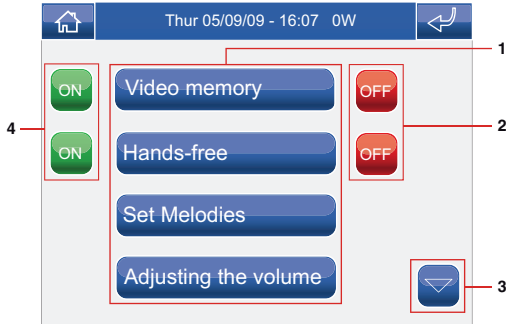 Thur 05/09/09 - 16:07 0W
1
ON Video memory OFF
4 2
ON Hands-free OFF
Set Melodies
Adjusting the volume
3